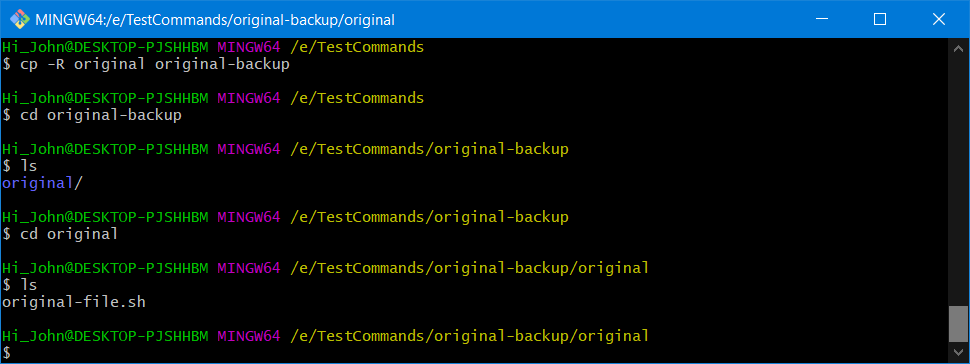 MINGW64:/e/TestCommands/original-backup/original
Hi_John@DESKTOP-PJSHHBM MINGW64 /e/TestCommands
$ cp -R original original-backup
Hi_John@DESKTOP-PJSHHBM MINGW64 /e/TestCommands
$ cd original-backup
Hi_John@DESKTOP-PJSHHBM MINGW64 /e/TestCommands/original-backup
$ ls
original/
Hi_John@DESKTOP-PJSHHBM MINGW64 /e/TestCommands/original-backup
$ cd original
Hi_John@DESKTOP-PJSHHBM MINGW64 /e/TestCommands/original-backup/original
$ ls
original-file.sh
Hi_John@DESKTOP-PJSHHBM MINGW64 /e/TestCommands/original-backup/original
$